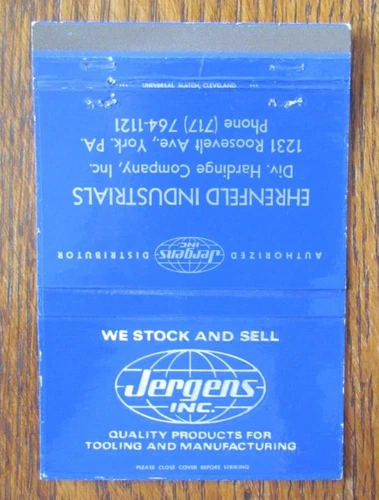 UNIVERSAL MATCH, CLEVELAND
EHRENFELD INDUSTRIALS
Div. Hardinge Company, Inc.
1231 Roosevelt Ave., York. PA.
Phone (717) 764-1121
AUTHORIZED Jergens INC DISTRIBUTOR
WE STOCK AND SELL
Jergens
INC.
QUALITY PRODUCTS FOR
TOOLING AND MANUFACTURING
PLEASE CLOSE COVER BEFORE STRIKING